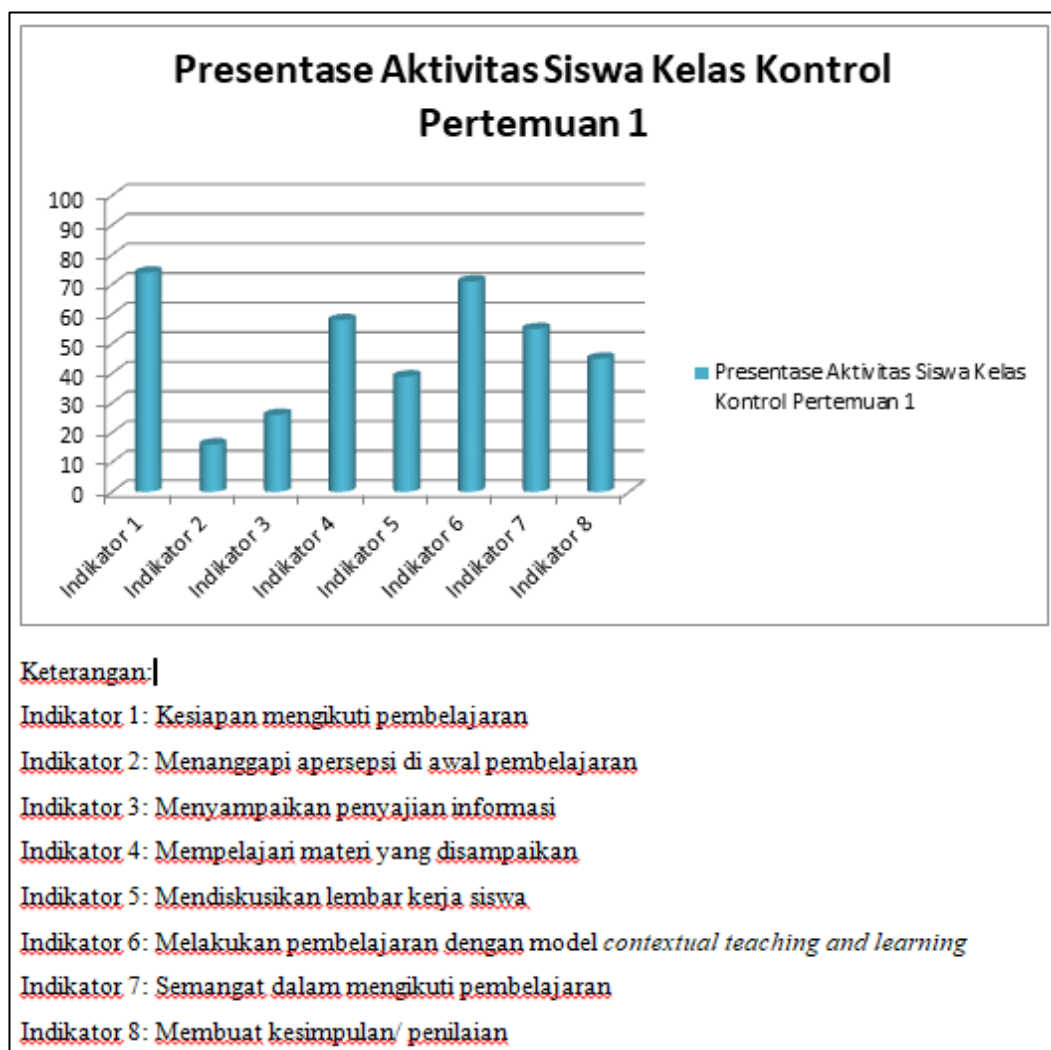 Presentase Aktivitas Siswa Kelas Kontrol
Pertemuan 1
100
90
80
70
60
50
40
30
20
10
0
Indikator 1
Indikator 2
Indikator 3
Indikator 4
Indikator 5
Indikator 6
Indikator 7
Indikator 8
Presentase Aktivitas Siswa Kelas
Kontrol Pertemuan 1
Keterangan:
Indikator 1: Kesiapan mengikuti pembelajaran
Indikator 2: Menanggapi apersepsi di awal pembelajaran
Indikator 3: Menyampaikan penyajian informasi
Indikator 4: Mempelajari materi yang disampaikan
Indikator 5: Mendiskusikan lembar kerja siswa
Indikator 6: Melakukan pembelajaran dengan model contextual teaching and learning
Indikator 7: Semangat dalam mengikuti pembelajaran
Indikator 8: Membuat kesimpulan/ penilaian